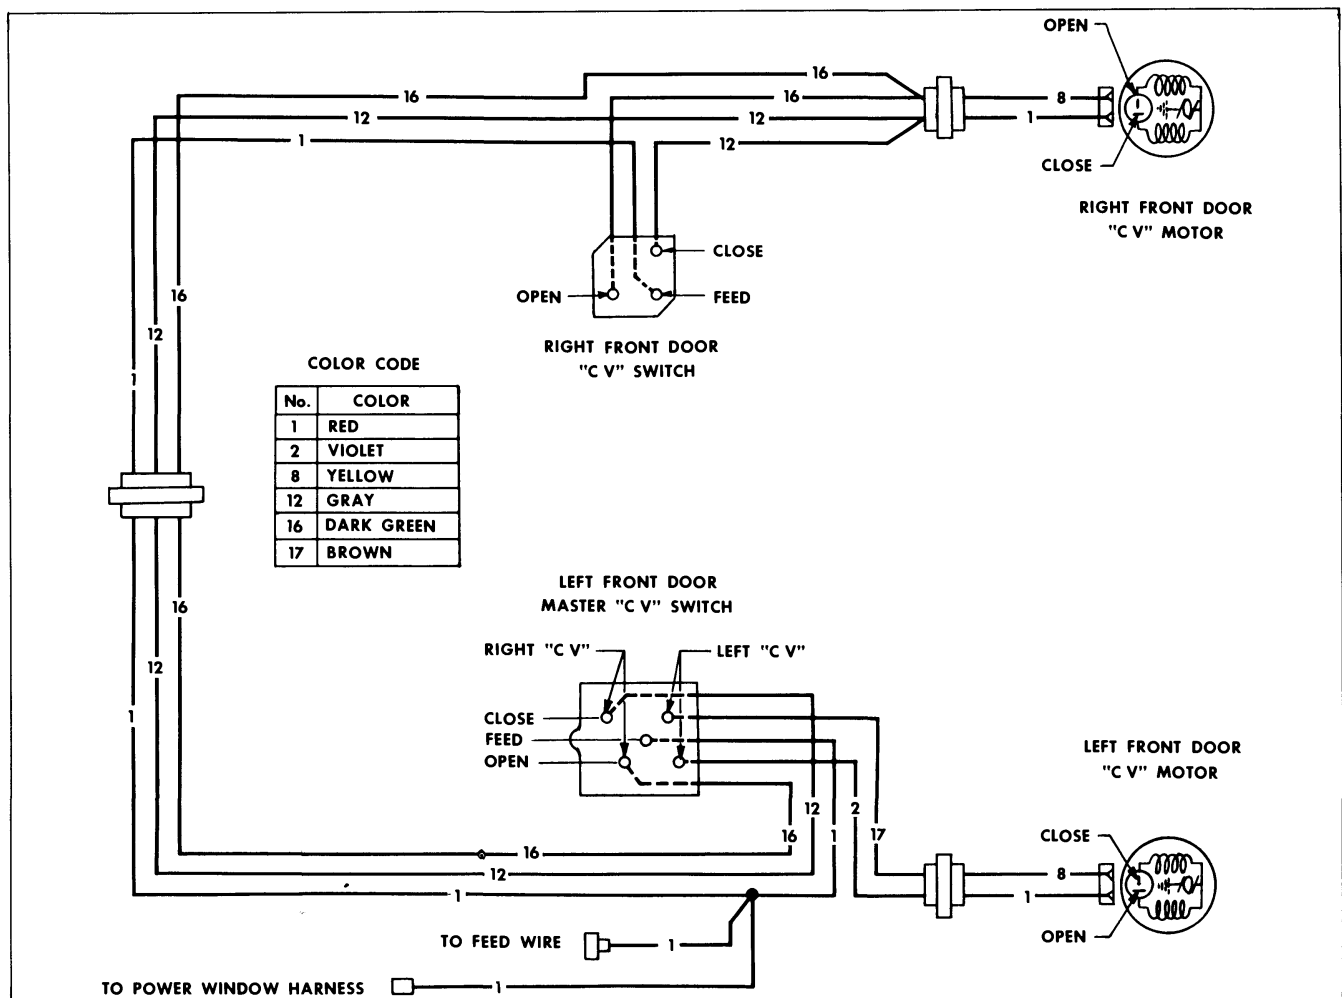 OPEN
16
16
16
8
12
12
1
1
12
CLOSE
RIGHT FRONT DOOR
"C V" MOTOR
CLOSE
OPEN
FEED
16
12
1
RIGHT FRONT DOOR
"C V" SWITCH
COLOR CODE
No. COLOR
1 RED
2 VIOLET
8 YELLOW
12 GRAY
16 DARK GREEN
17 BROWN
LEFT FRONT DOOR
MASTER "C V" SWITCH
16
12
1
RIGHT "C V"
LEFT "C V"
CLOSE
FEED
OPEN
LEFT FRONT DOOR
"C V" MOTOR
12
2
16
1
17
CLOSE
16
12
8
1
1
OPEN
TO FEED WIRE
1
TO POWER WINDOW HARNESS
1